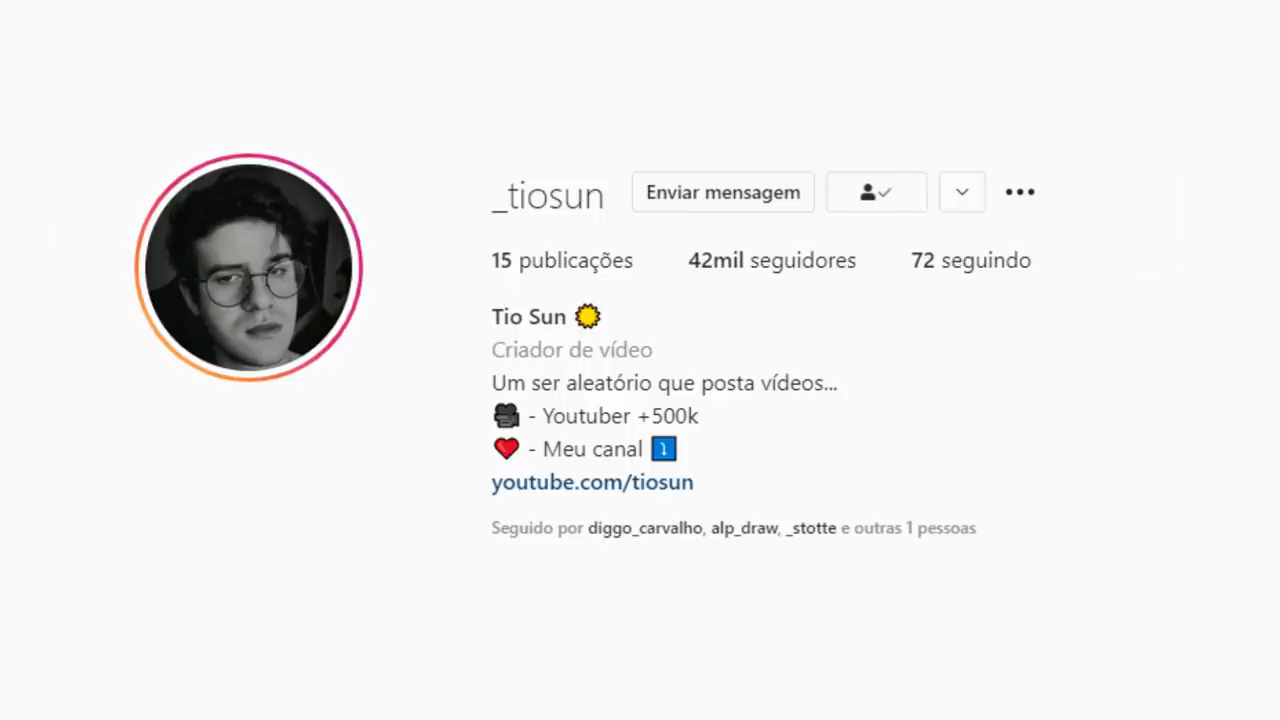 _tiosun Enviar mensagem
15 publicações 42mil seguidores 72 seguindo
Tio Sun
Criador de vídeo
Um ser aleatório que posta vídeos...
- Youtuber +500k
- Meu canal
youtube.com/tiosun
Seguido por diggo_carvalho, alp_draw, _stotte e outras 1 pessoas